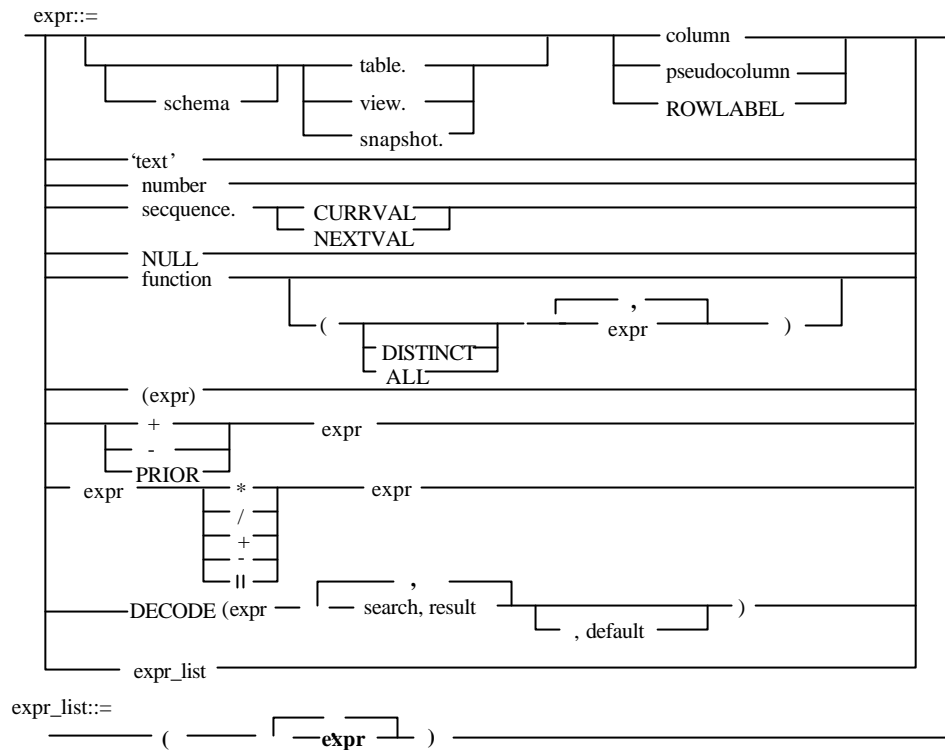 expr::=
column
table.
pseudocolumn
schema
view.
ROWLABEL
snapshot.
‘text’
number
secquence.
CURRVAL
NEXTVAL
NULL
function
,
( expr )
DISTINCT
ALL
(expr)
+
expr
-
PRIOR
expr * expr
/
+
-
||
,
DECODE (expr search, result )
, default
expr_list
expr_list::=
,
( expr )